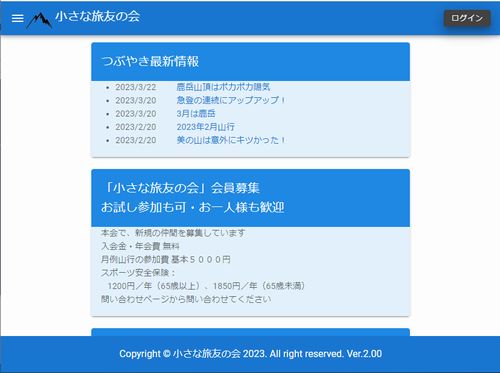 小さな旅友の会
ログイン
つぶやき最新情報
2023/3/22 鹿岳山頂はポカポカ陽気
2023/3/20 急登の連続にアップアップ！
2023/3/20 3月は鹿岳
2023/2/20 2023年2月山行
2023/2/20 美の山は意外にキツかった！
「小さな旅友の会」会員募集
お試し参加も可・お一人様も歓迎
本会で、新規の仲間を募集しています
入会金・年会費 無料
月例山行の参加費 基本５０００円
スポーツ安全保険：
1200円／年（65歳以上）、1850円／年（65歳未満）
問い合わせページから問い合わせてください
Copyright © 小さな旅友の会 2023. All right reserved. Ver.2.00